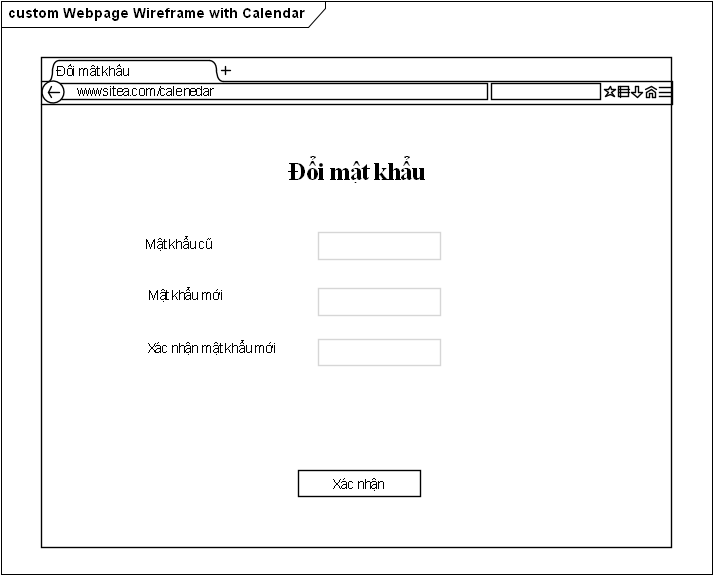 custom Webpage Wireframe with Calendar
Đổi mật khẩu
www.sitea.com/calenedar
Đổi mật khẩu
Mật khẩu cũ
Mật khẩu mới
Xác nhận mật khẩu mới
Xác nhận